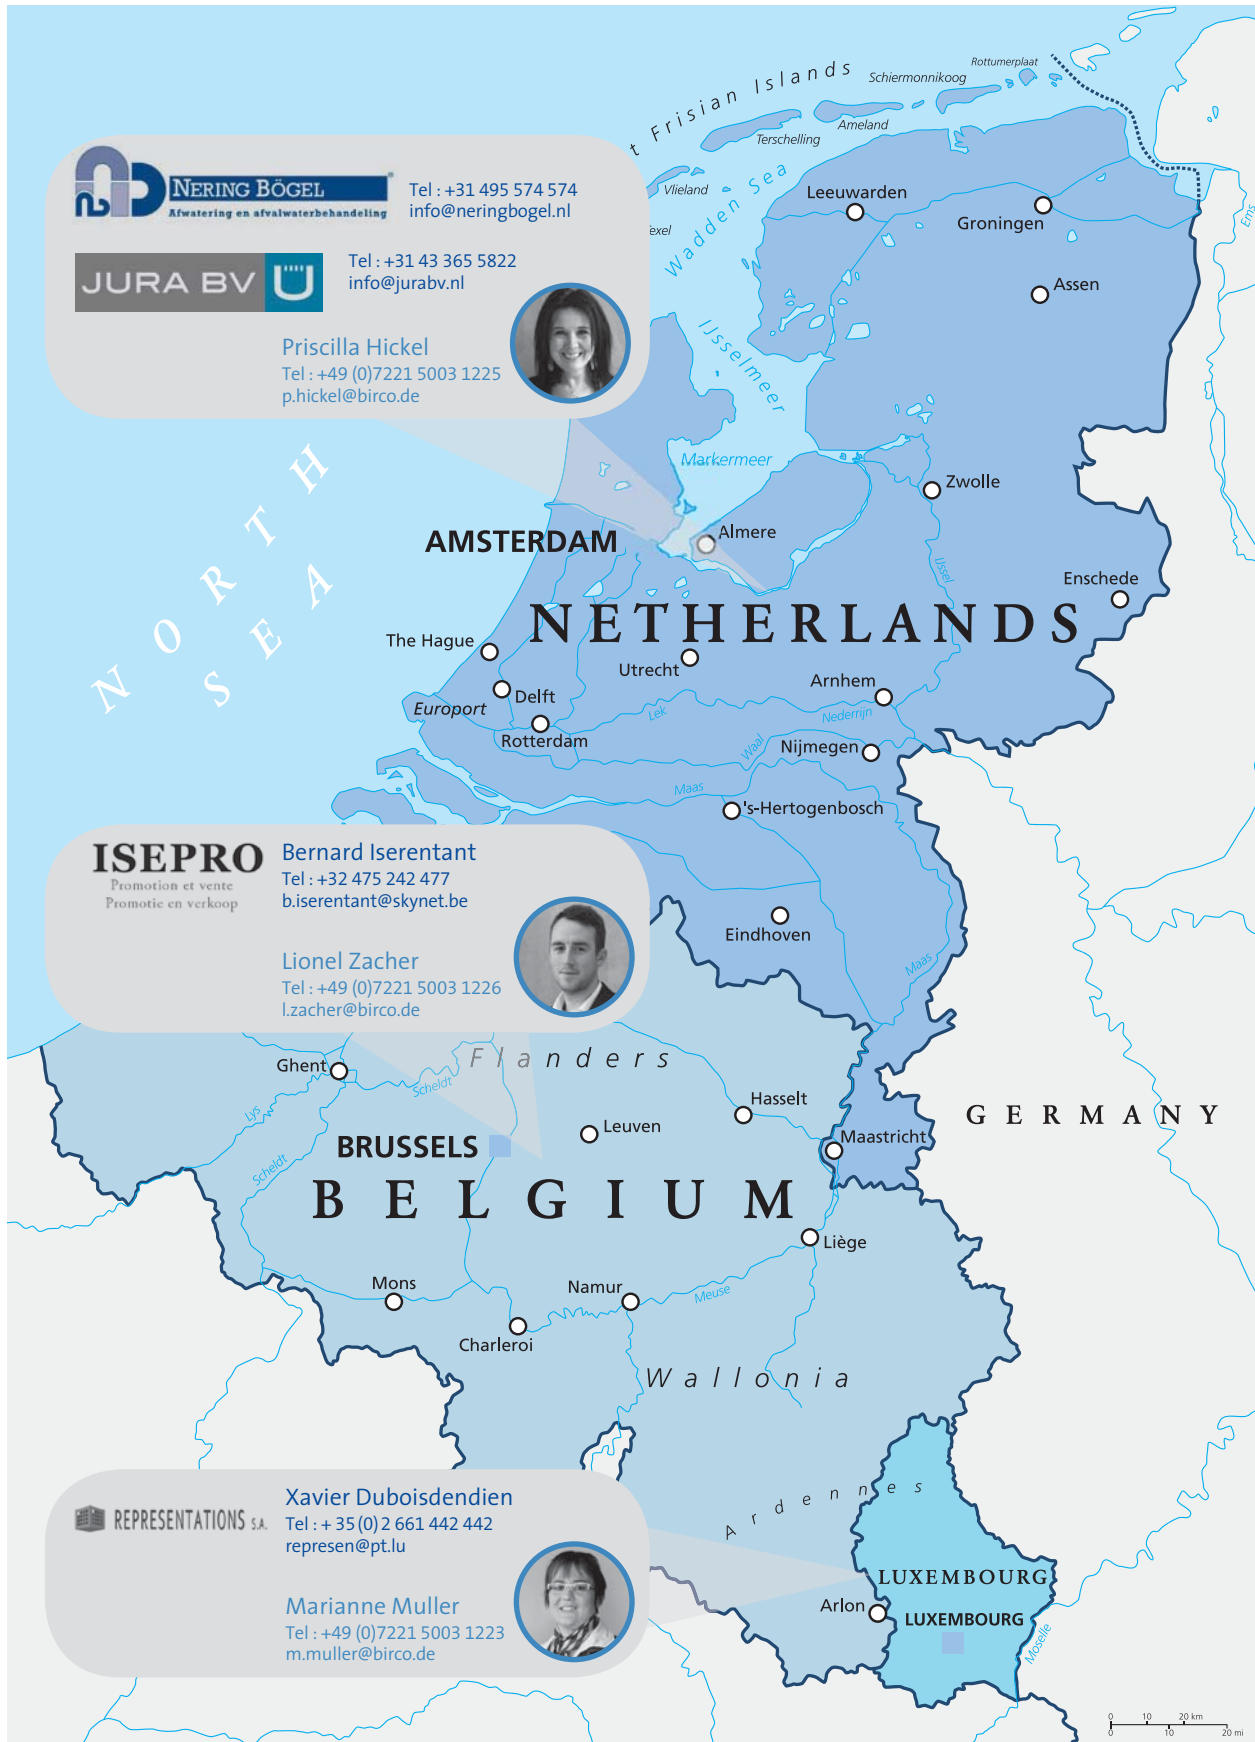 Rottumerplaat
Schiermonnikoog
t Frisian Islands
Ameland
Terschelling
Vlieland
exel
Wadden Sea
Leeuwarden
Groningen
Ems
Assen
NERING BÖGEL
Afwatering en afvalwaterbehandeling
Tel : +31 495 574 574
info@neringbogel.nl
JURA BV
Tel : +31 43 365 5822
info@jurabv.nl
Priscilla Hickel
Tel : +49 (0)7221 5003 1225
p.hickel@birco.de
IJsselmeer
Markermeer
Zwolle
NORTH
SEA
AMSTERDAM
Almere
IJssel
Enschede
NETHERLANDS
The Hague
Utrecht
Arnhem
Delft
Europort
Lek
Nederrijn
Rotterdam
Waal
Nijmegen
Maas
's-Hertogenbosch
ISEPRO
Promotion et vente
Promotie en verkoop
Bernard Iserentant
Tel : +32 475 242 477
b.iserentant@skynet.be
Lionel Zacher
Tel : +49 (0)7221 5003 1226
l.zacher@birco.de
Eindhoven
Maas
Flanders
Ghent
Scheldt
Lys
Hasselt
GERMANY
Leuven
Maastricht
BRUSSELS
Scheldt
BELGIUM
Liège
Mons
Namur
Meuse
Charleroi
Wallonia
Ardennes
REPRESENTATIONS S.A.
Xavier Duboisdendien
Tel : + 35 (0) 2 661 442 442
represen@pt.lu
Marianne Muller
Tel : +49 (0)7221 5003 1223
m.muller@birco.de
LUXEMBOURG
Arlon
LUXEMBOURG
Moselle
0 10 20 km
0 10 20 mi